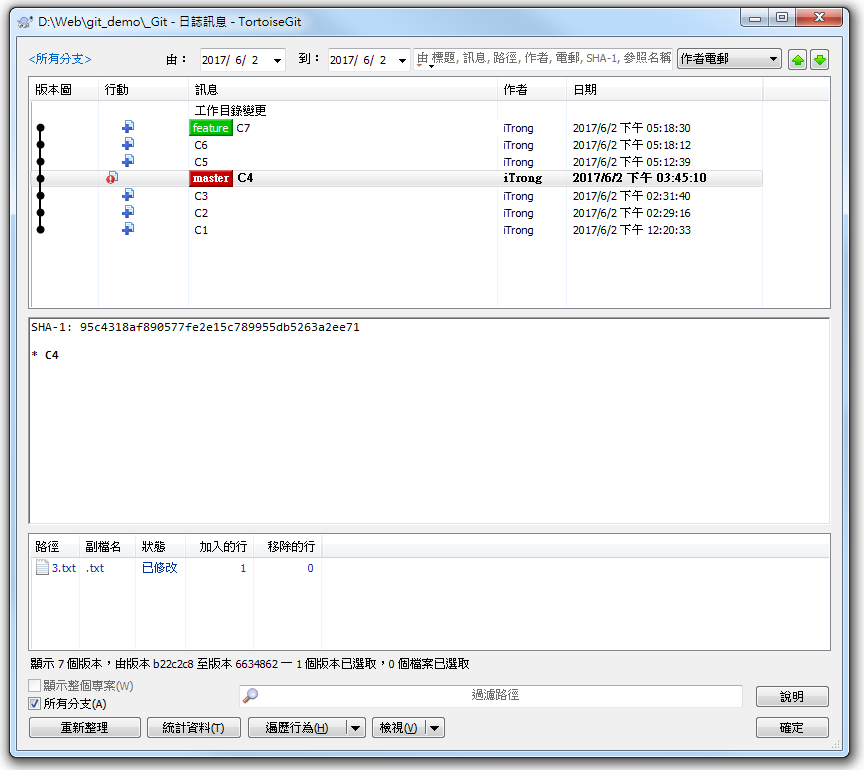 D:\Web\git_demo\_Git - 日誌訊息 - TortoiseGit
<所有分支> 由： 2017/ 6/ 2 到： 2017/ 6/ 2 由 標題, 訊息, 路徑, 作者, 電郵, SHA-1, 參照名稱 作者電郵
版本圖 行動 訊息 作者 日期
工作目錄變更
feature C7 iTrong 2017/6/2 下午 05:18:30
C6 iTrong 2017/6/2 下午 05:18:12
C5 iTrong 2017/6/2 下午 05:12:39
master C4 iTrong 2017/6/2 下午 03:45:10
C3 iTrong 2017/6/2 下午 02:31:40
C2 iTrong 2017/6/2 下午 02:29:16
C1 iTrong 2017/6/2 下午 12:20:33
SHA-1: 95c4318af890577fe2e15c789955db5263a2ee71
* C4
路徑 副檔名 狀態 加入的行 移除的行
3.txt .txt 已修改 1 0
顯示 7 個版本，由版本 b22c2c8 至版本 6634862 — 1 個版本已選取，0 個檔案已選取
顯示整個專案(W)
所有分支(A) 過濾路徑 說明
重新整理 統計資料(T) 遍歷行為(H) 檢視(V) 確定